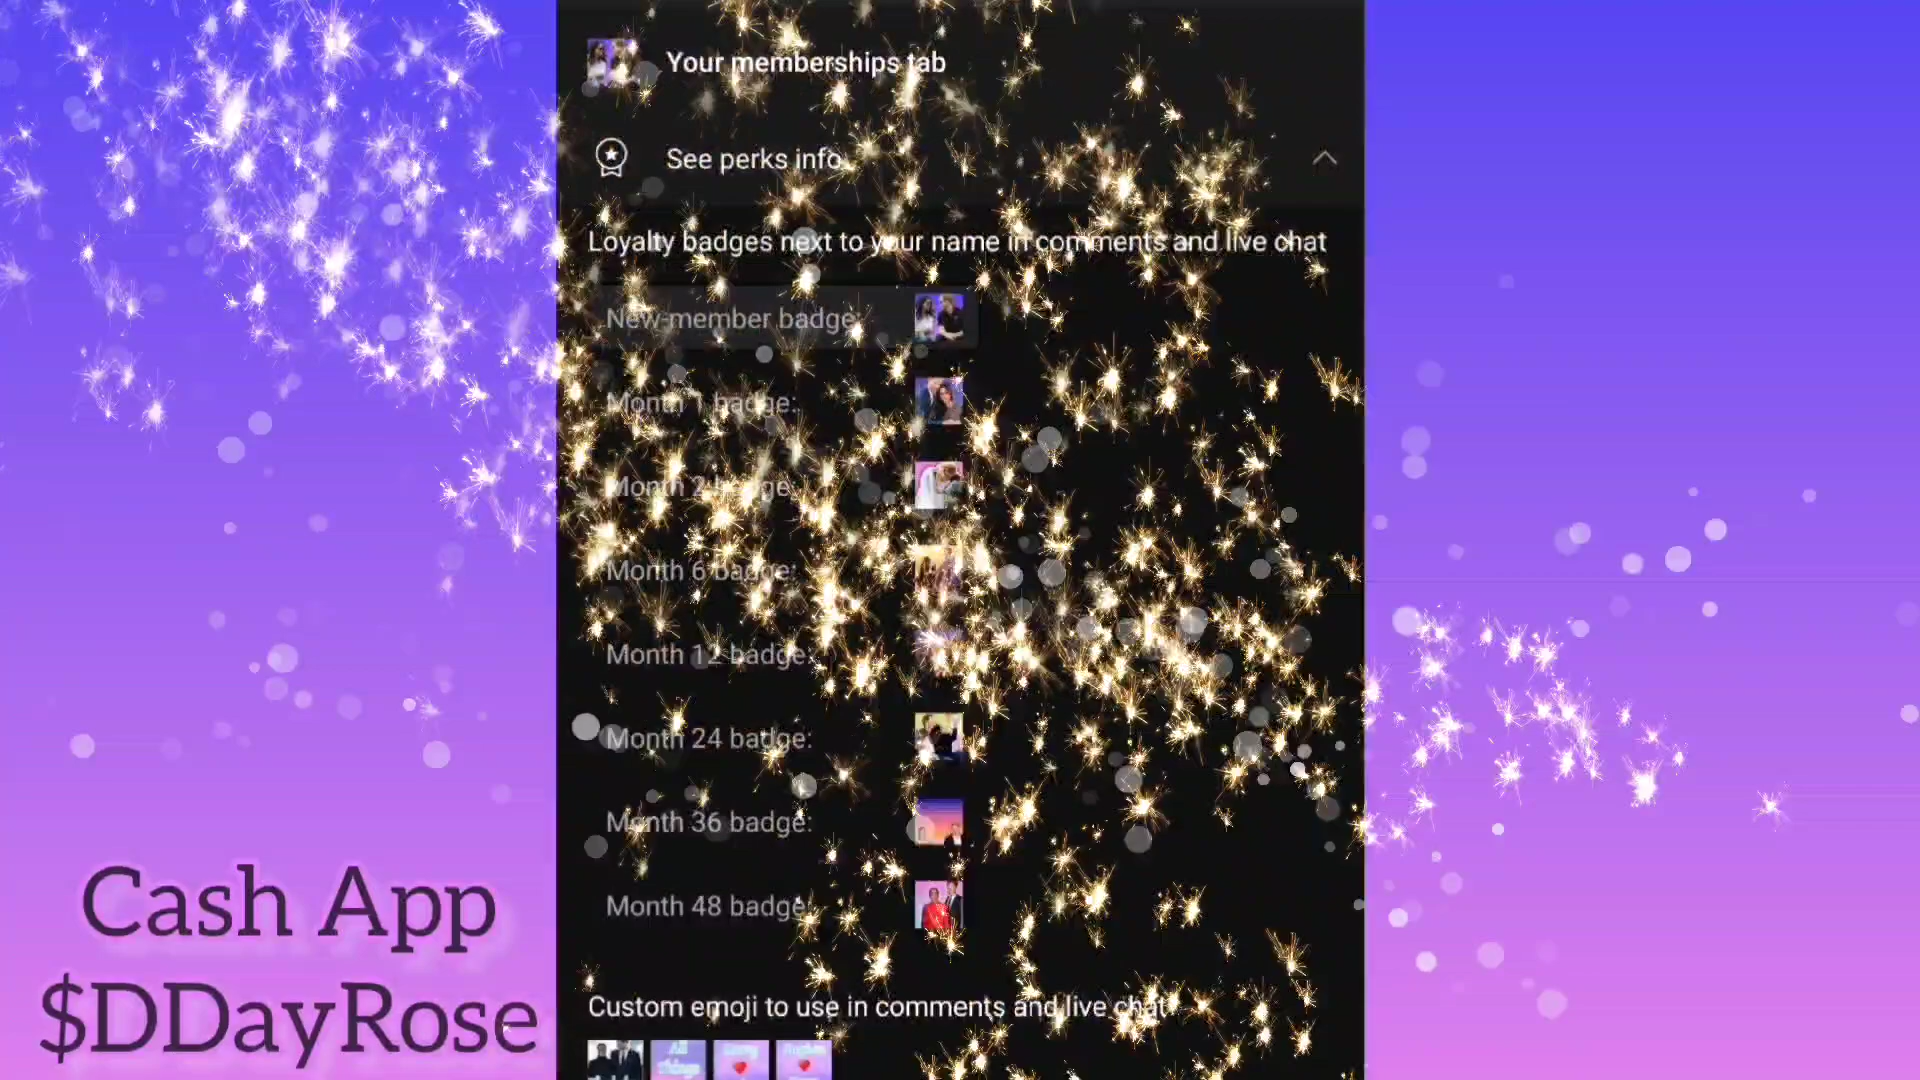 Your memberships tab
See perks info
Loyalty badges next to your name in comments and live chat
New member badge:
Month 1 badge:
Month 2 badge:
Month 6 badge:
Month 12 badge:
Month 24 badge:
Month 36 badge:
Month 48 badge:
Custom emoji to use in comments and live chat
All
Things
Cash App
$DDayRose